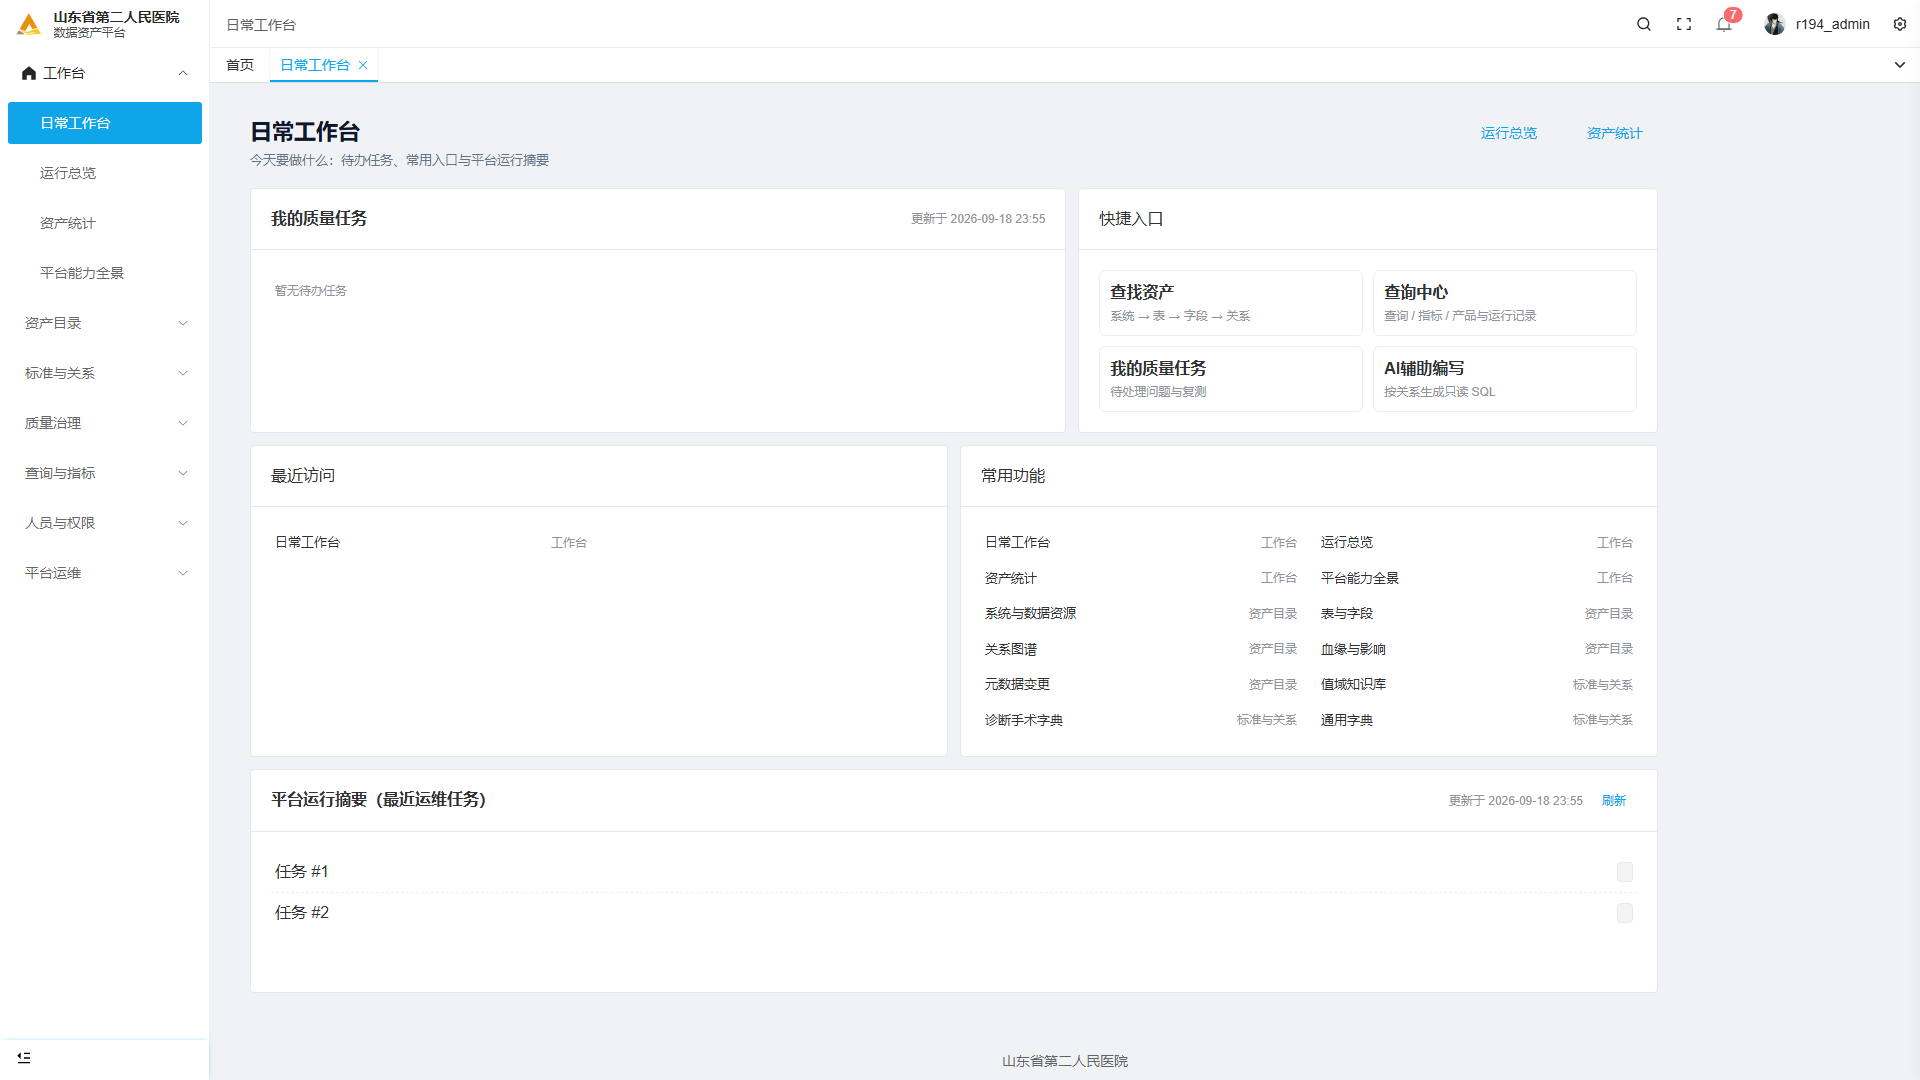 山东省第二人民医院
数据资产平台
日常工作台
7
r194_admin
首页
日常工作台
工作台
日常工作台
运行总览
资产统计
平台能力全景
资产目录
标准与关系
质量治理
查询与指标
人员与权限
平台运维
日常工作台
今天要做什么：待办任务、常用入口与平台运行摘要
运行总览
资产统计
我的质量任务
更新于 2026-09-18 23:55
暂无待办任务
快捷入口
查找资产
系统 → 表 → 字段 → 关系
查询中心
查询 / 指标 / 产品与运行记录
我的质量任务
待处理问题与复测
AI辅助编写
按关系生成只读 SQL
最近访问
日常工作台 工作台
常用功能
日常工作台 工作台 运行总览 工作台
资产统计 工作台 平台能力全景 工作台
系统与数据资源 资产目录 表与字段 资产目录
关系图谱 资产目录 血缘与影响 资产目录
元数据变更 资产目录 值域知识库 标准与关系
诊断手术字典 标准与关系 通用字典 标准与关系
平台运行摘要（最近运维任务）
更新于 2026-09-18 23:55 刷新
任务 #1
任务 #2
山东省第二人民医院